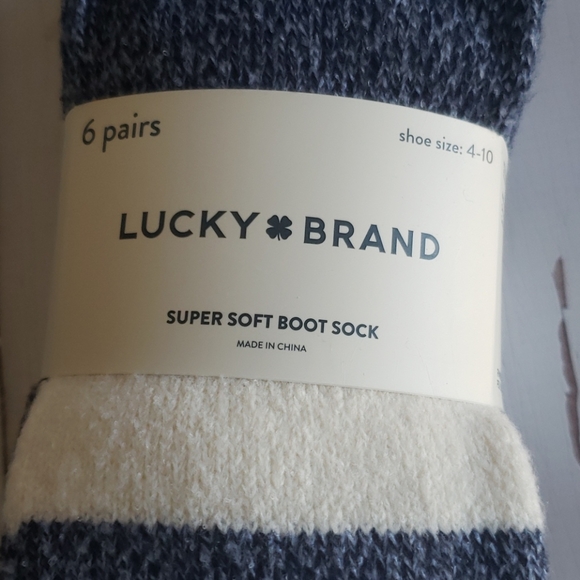 6 pairs
shoe size: 4-10
LUCKY BRAND
SUPER SOFT BOOT SOCK
MADE IN CHINA